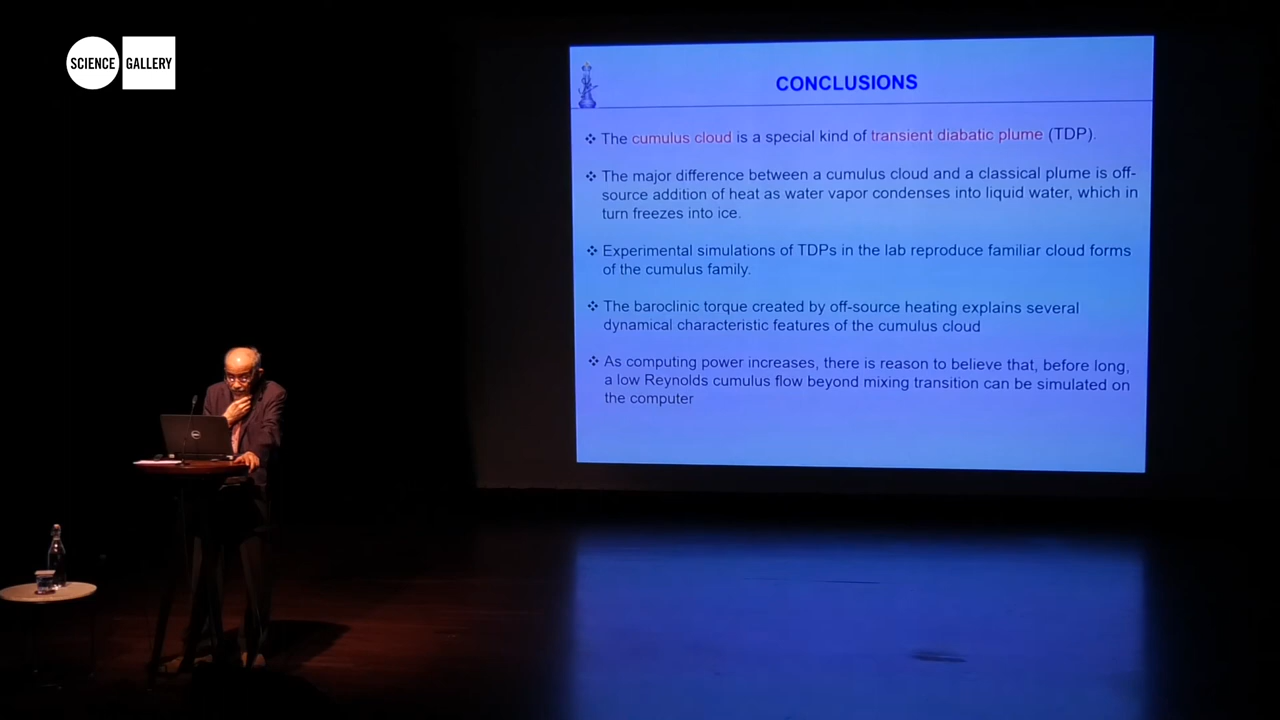 SCIENCE GALLERY
CONCLUSIONS
❖ The cumulus cloud is a special kind of transient diabatic plume (TDP).
❖ The major difference between a cumulus cloud and a classical plume is off-
source addition of heat as water vapor condenses into liquid water, which in
turn freezes into ice.
❖ Experimental simulations of TDPs in the lab reproduce familiar cloud forms
of the cumulus family.
❖ The baroclinic torque created by off-source heating explains several
dynamical characteristic features of the cumulus cloud
❖ As computing power increases, there is reason to believe that, before long,
a low Reynolds cumulus flow beyond mixing transition can be simulated on
the computer
DELL